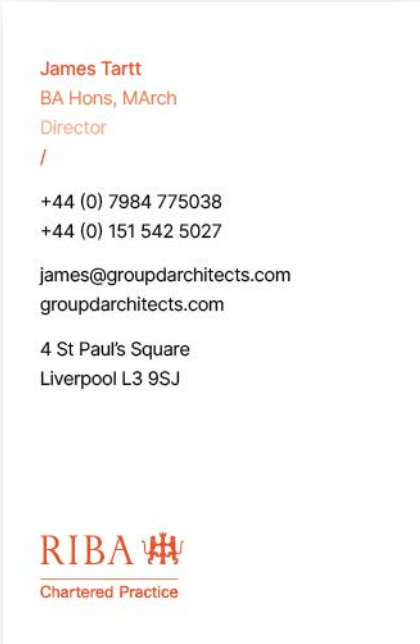 James Tartt
BA Hons, MArch
Director
/
+44 (0) 7984 775038
+44 (0) 151 542 5027
james@groupdarchitects.com
groupdarchitects.com
4 St Paul’s Square
Liverpool L3 9SJ
RIBA
Chartered Practice